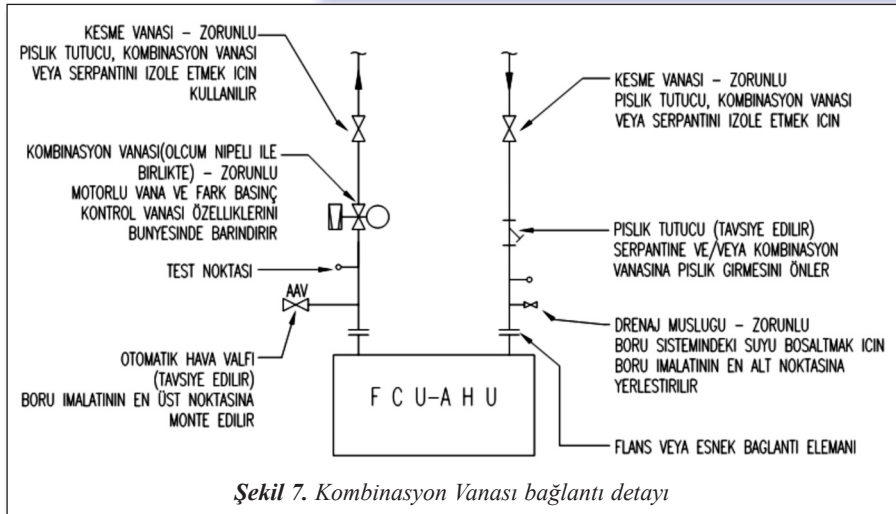 KESME VANASI – ZORUNLU
PISLIK TUTUCU, KOMBINASYON VANASI
VEYA SERPANTINI IZOLE ETMEK ICIN
KULLANILIR
KOMBINASYON VANASI(OLCUM NIPELI ILE
BIRLIKTE) – ZORUNLU
MOTORLU VANA VE FARK BASINÇ
KONTROL VANASI ÖZELLIKLERINI
BUNYESINDE BARINDIRIR
TEST NOKTASI
AAV
OTOMATIK HAVA VALFI
(TAVSIYE EDILIR)
BORU IMALATININ EN ÜST NOKTASINA
MONTE EDILIR
KESME VANASI – ZORUNLU
PISLIK TUTUCU, KOMBINASYON VANASI
VEYA SERPANTINI IZOLE ETMEK ICIN
PISLIK TUTUCU (TAVSIYE EDILIR)
SERPANTINE VE/VEYA KOMBINASYON
VANASINA PISLIK GIRMESINI ÖNLER
DRENAJ MUSLUGU – ZORUNLU
BORU SISTEMINDEKI SUYU BOSALTMAK ICIN
BORU IMALATININ EN ALT NOKTASINA
YERLESTIRILIR
FLANS VEYA ESNEK BAGLANTI ELEMANI
F C U-A H U
Şekil 7. Kombinasyon Vanası bağlantı detayı